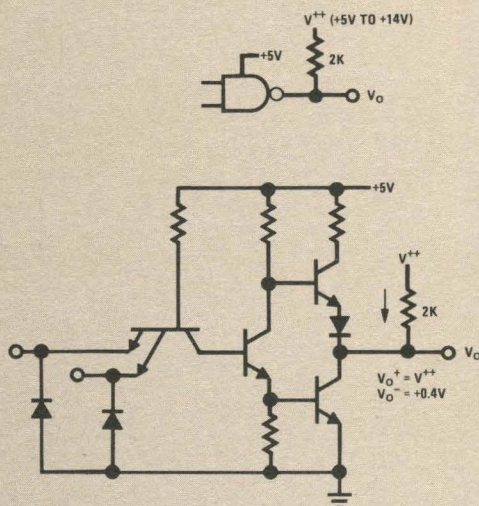 V++ (+5V TO +14V)
+5V
2K
VO
+5V
V++
2K
VO
VO+ = V++
VO− = +0.4V